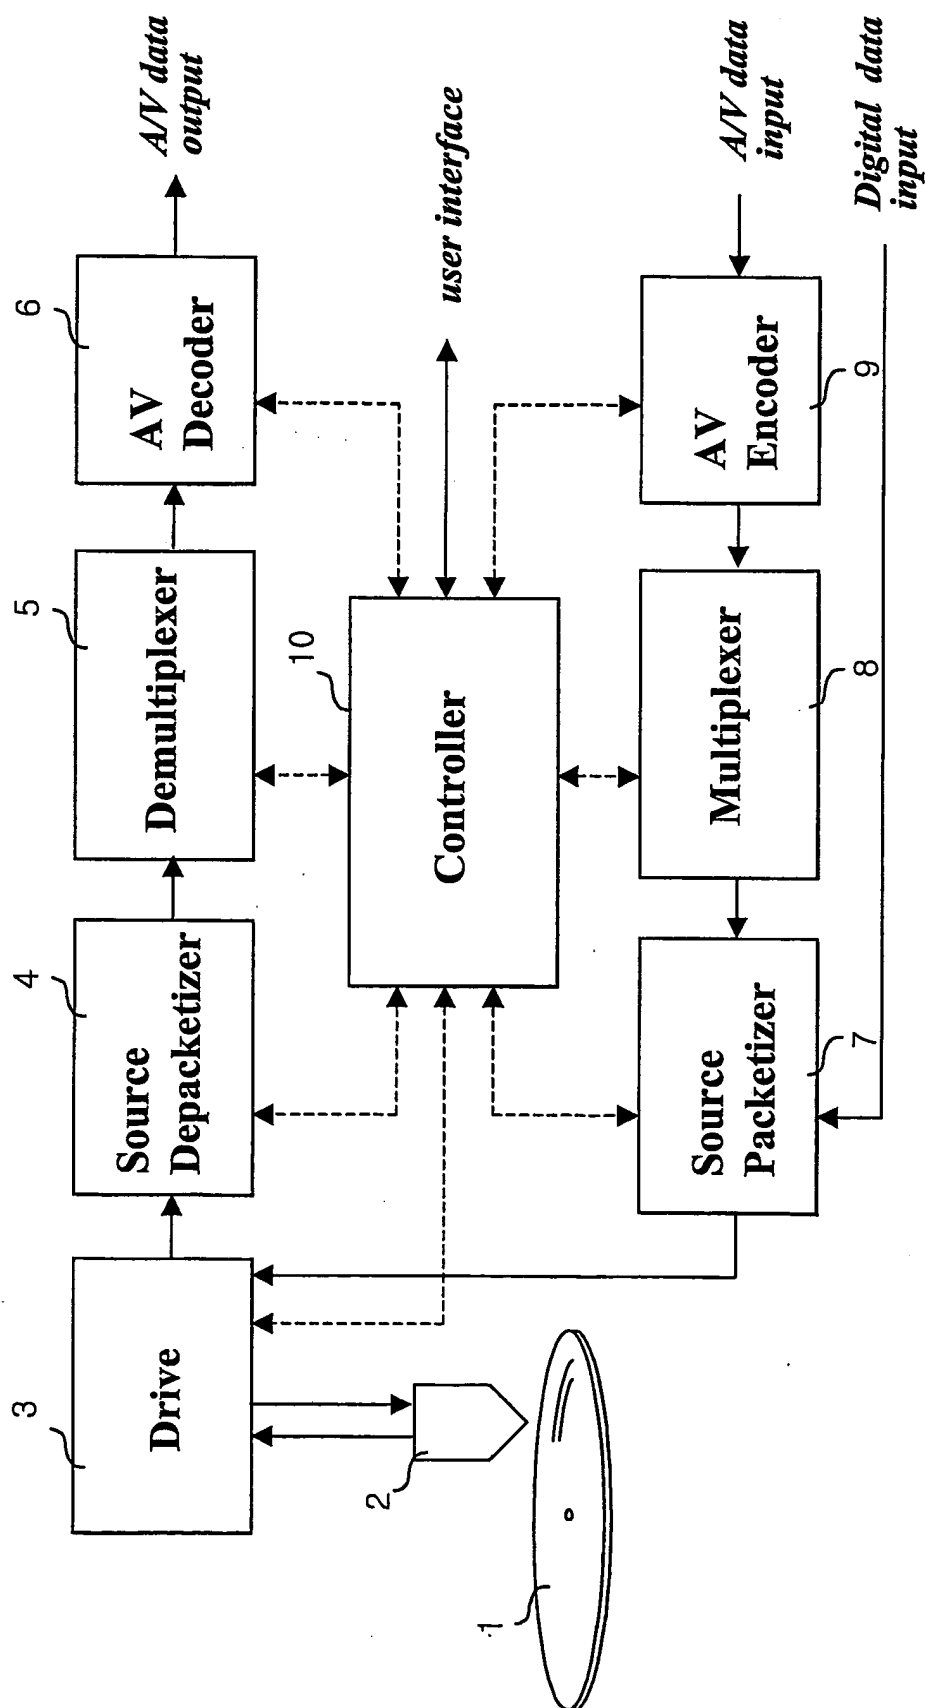 3
Drive
4
Source
Depacketizer
5
Demultiplexer
6
AV
Decoder
A/V data
output
2
10
Controller
user interface
1
Source
Packetizer
7
Multiplexer
8
AV
Encoder
9
A/V data
input
Digital data
input